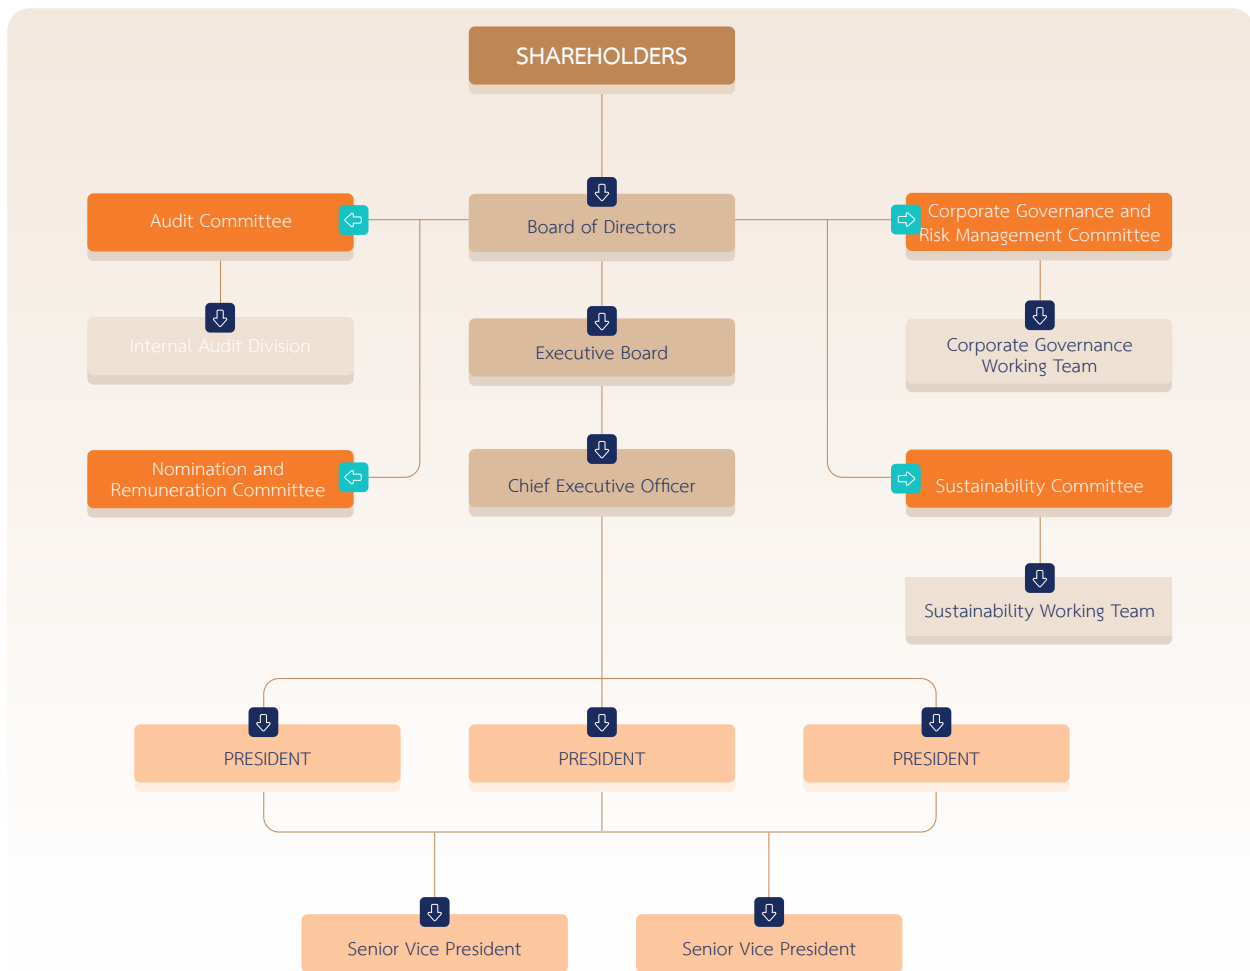 SHAREHOLDERS
Audit Committee
Board of Directors
Corporate Governance and
Risk Management Committee
Internal Audit Division
Executive Board
Corporate Governance
Working Team
Nomination and
Remuneration Committee
Chief Executive Officer
Sustainability Committee
Sustainability Working Team
PRESIDENT
PRESIDENT
PRESIDENT
Senior Vice President
Senior Vice President